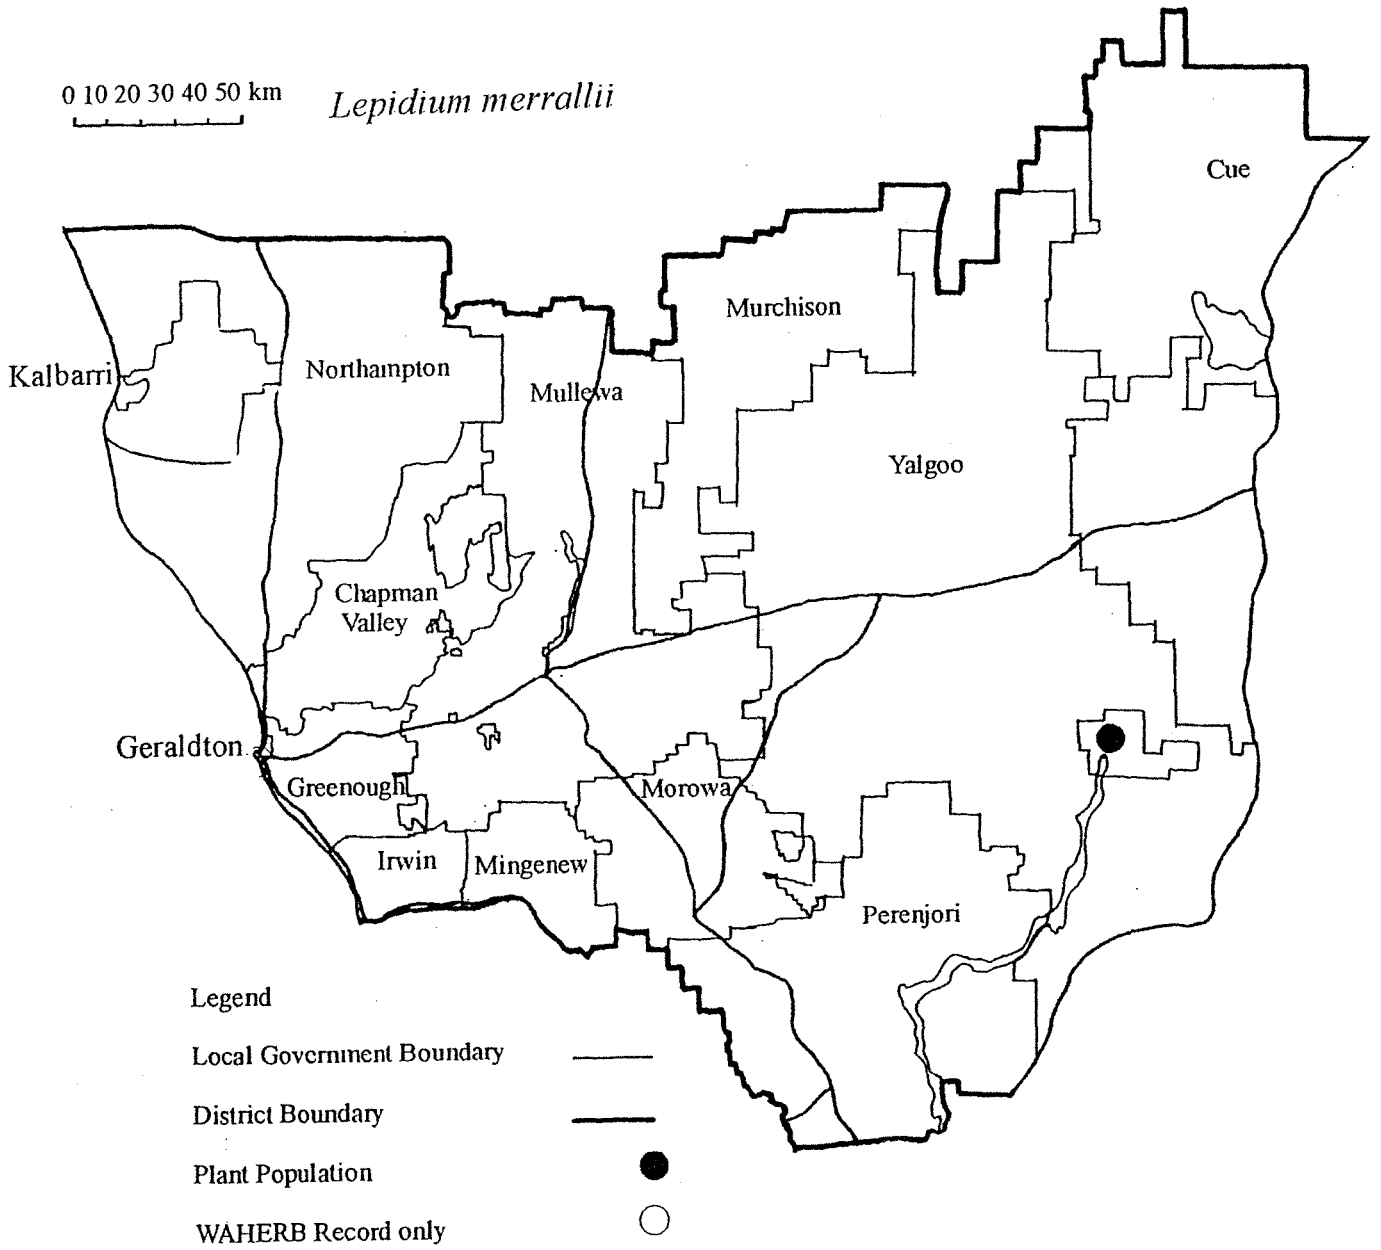 0 10 20 30 40 50 km
Lepidium merrallii
Cue
Murchison
Kalbarri
Northampton
Mullewa
Yalgoo
Chapman
Valley
Geraldton
Greenough
Morowa
Irwin
Mingenew
Perenjori
Legend
Local Government Boundary
District Boundary
Plant Population
WAHERB Record only